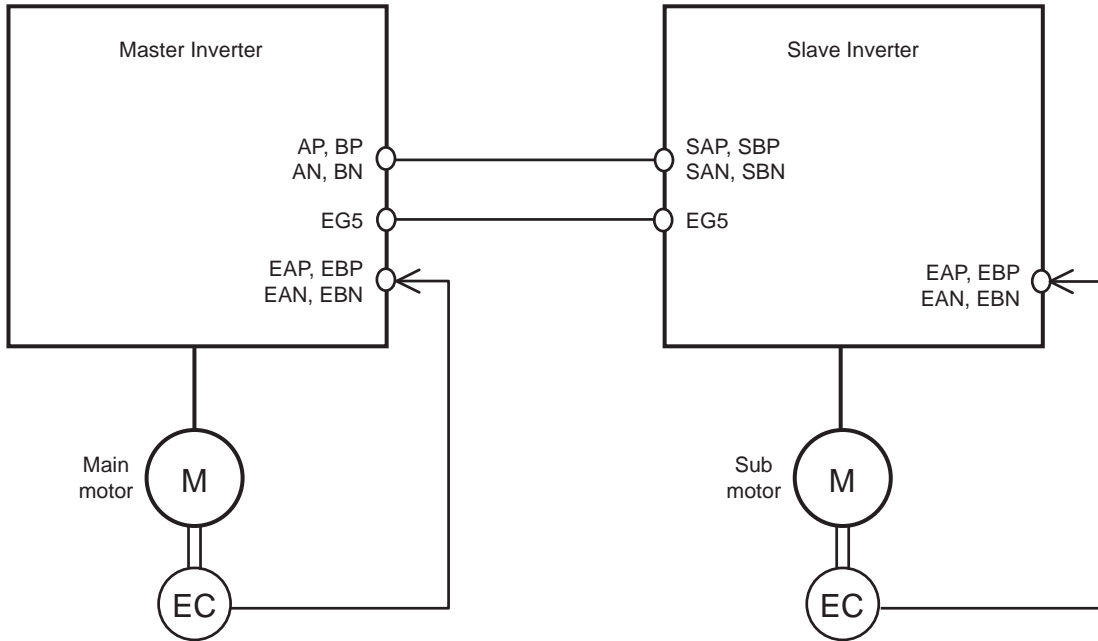 Master Inverter
AP, BP
AN, BN
EG5
EAP, EBP
EAN, EBN
Main
motor
M
EC
Slave Inverter
SAP, SBP
SAN, SBN
EG5
EAP, EBP
EAN, EBN
Sub
motor
M
EC